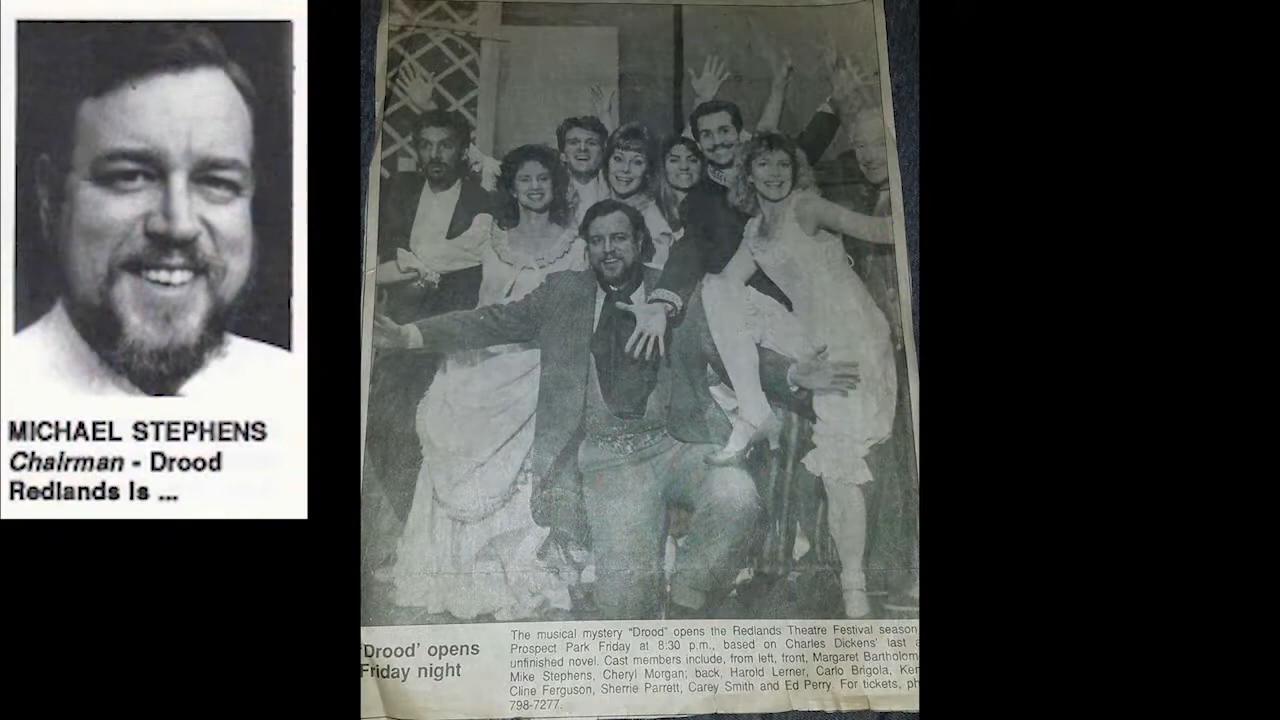 MICHAEL STEPHENS
Chairman - Drood
Redlands Is ...
'Drood' opens
Friday night
The musical mystery "Drood" opens the Redlands Theatre Festival season
Prospect Park Friday at 8:30 p.m., based on Charles Dickens' last
unfinished novel. Cast members include, from left, front, Margaret Bartholom
Mike Stephens, Cheryl Morgan; back, Harold Lerner, Carlo Brigola,
Cline Ferguson, Sherrie Parrett, Carey Smith and Ed Perry. For tickets, ph
798-7277.